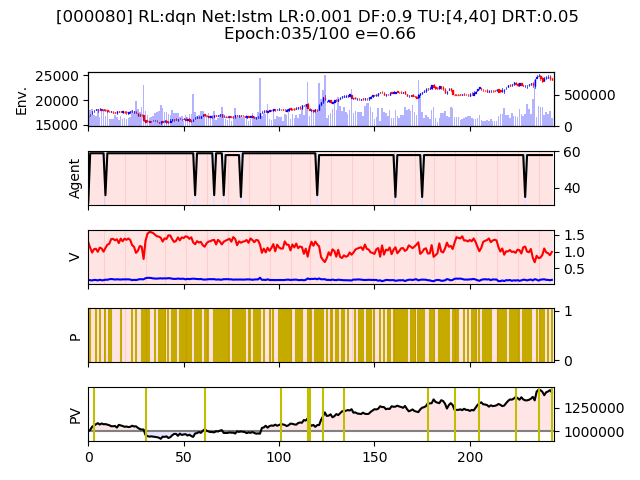 [000080] RL:dqn Net:lstm LR:0.001 DF:0.9 TU:[4,40] DRT:0.05
Epoch:035/100 e=0.66
Env.
25000
20000
15000
500000
0
Agent
60
40
V
1.5
1.0
0.5
P
1
0
PV
1250000
1000000
0 50 100 150 200